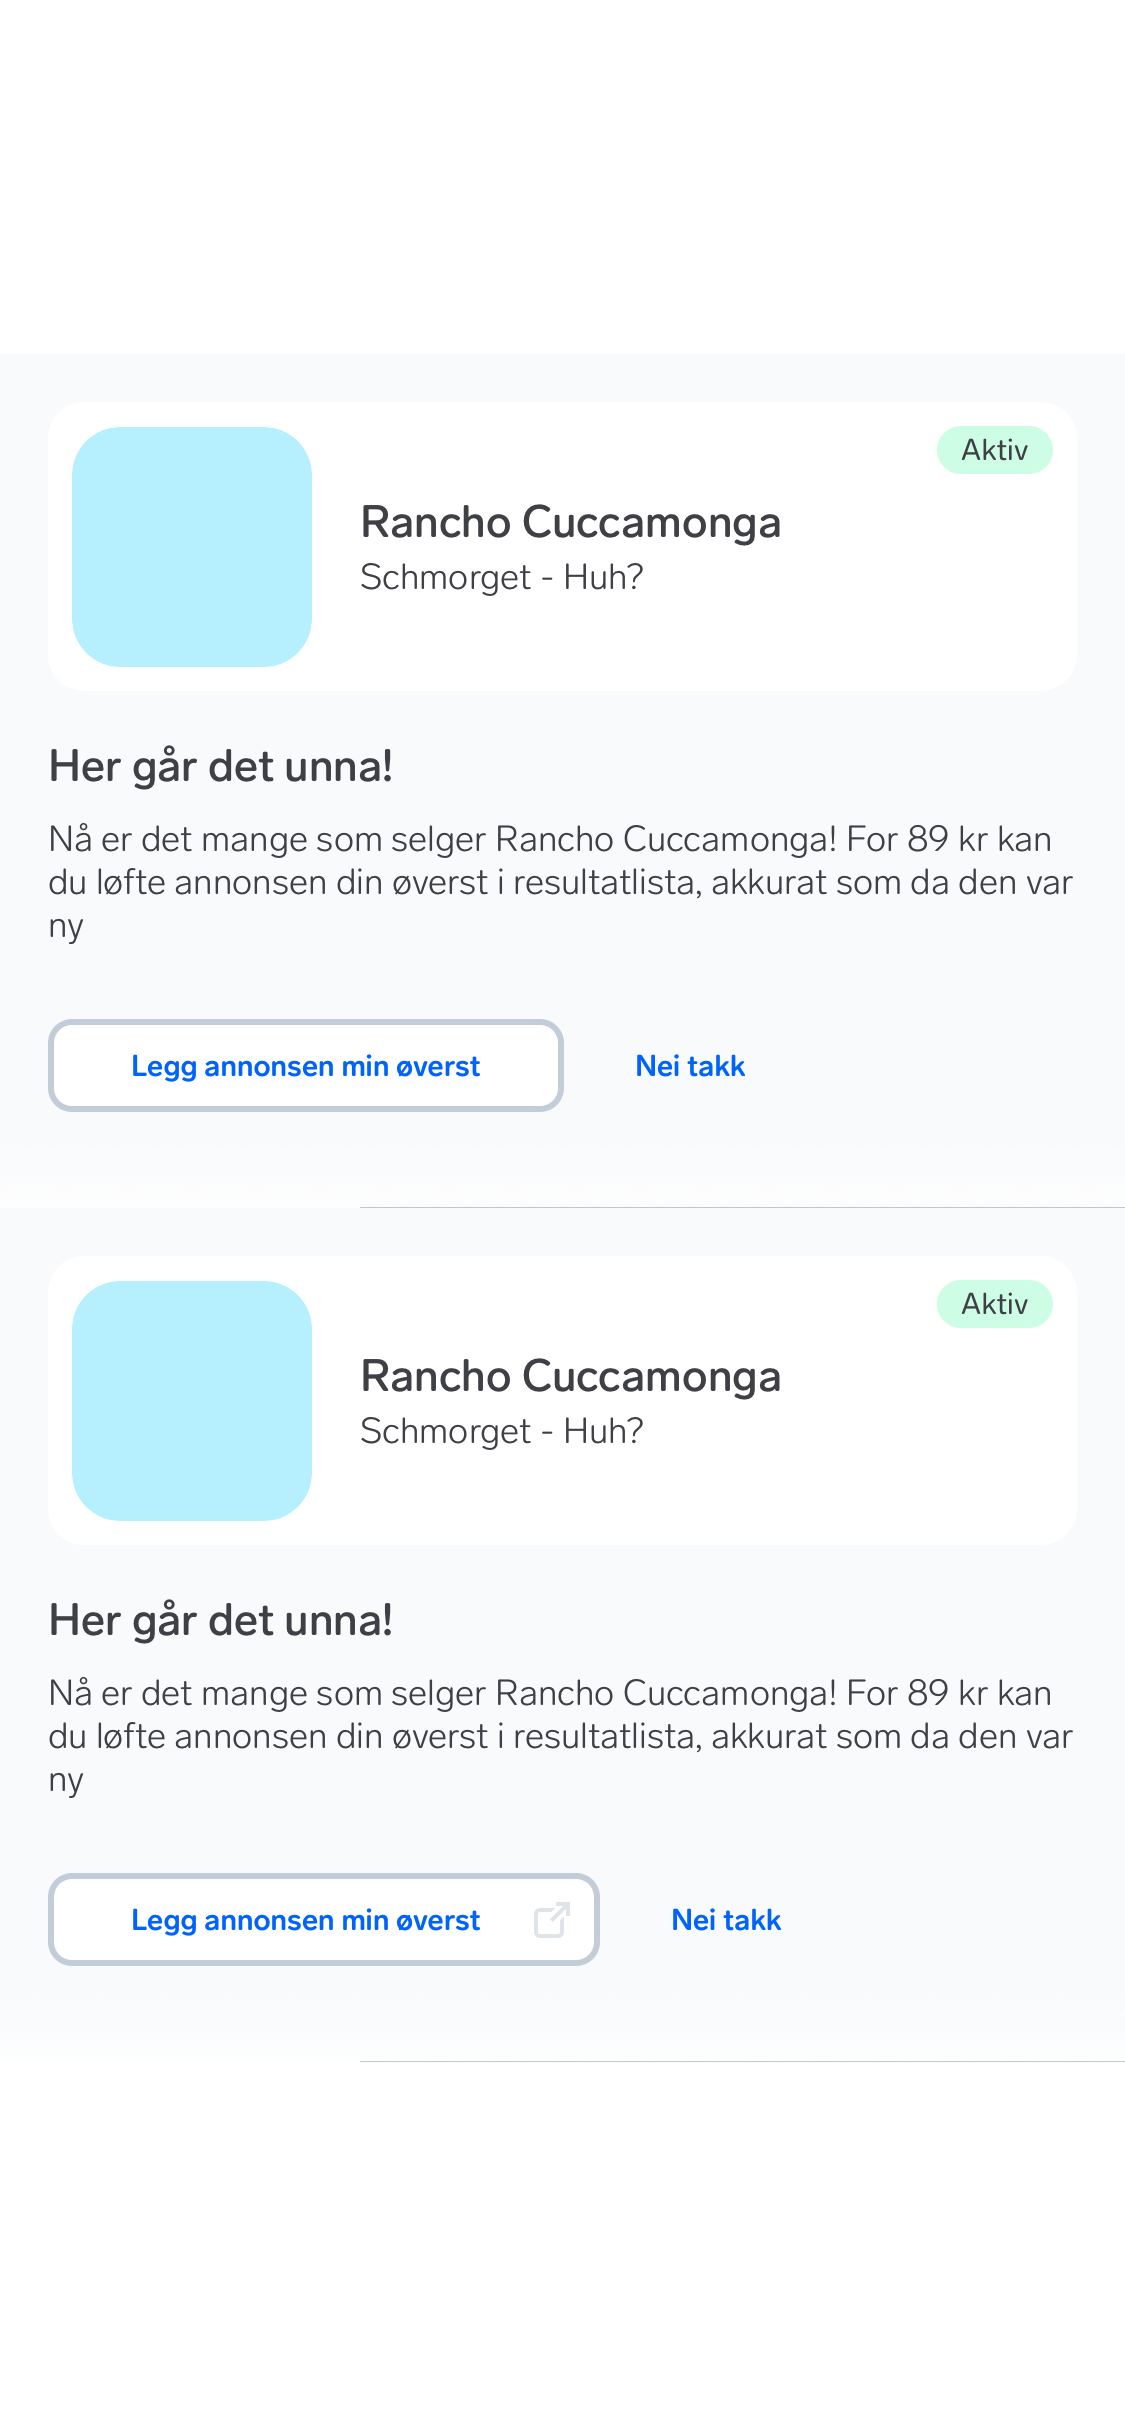 Aktiv
Rancho Cuccamonga
Schmorget - Huh?
Her går det unna!
Nå er det mange som selger Rancho Cuccamonga! For 89 kr kan
du løfte annonsen din øverst i resultatlista, akkurat som da den var
ny
Legg annonsen min øverst
Nei takk
Aktiv
Rancho Cuccamonga
Schmorget - Huh?
Her går det unna!
Nå er det mange som selger Rancho Cuccamonga! For 89 kr kan
du løfte annonsen din øverst i resultatlista, akkurat som da den var
ny
Legg annonsen min øverst
Nei takk